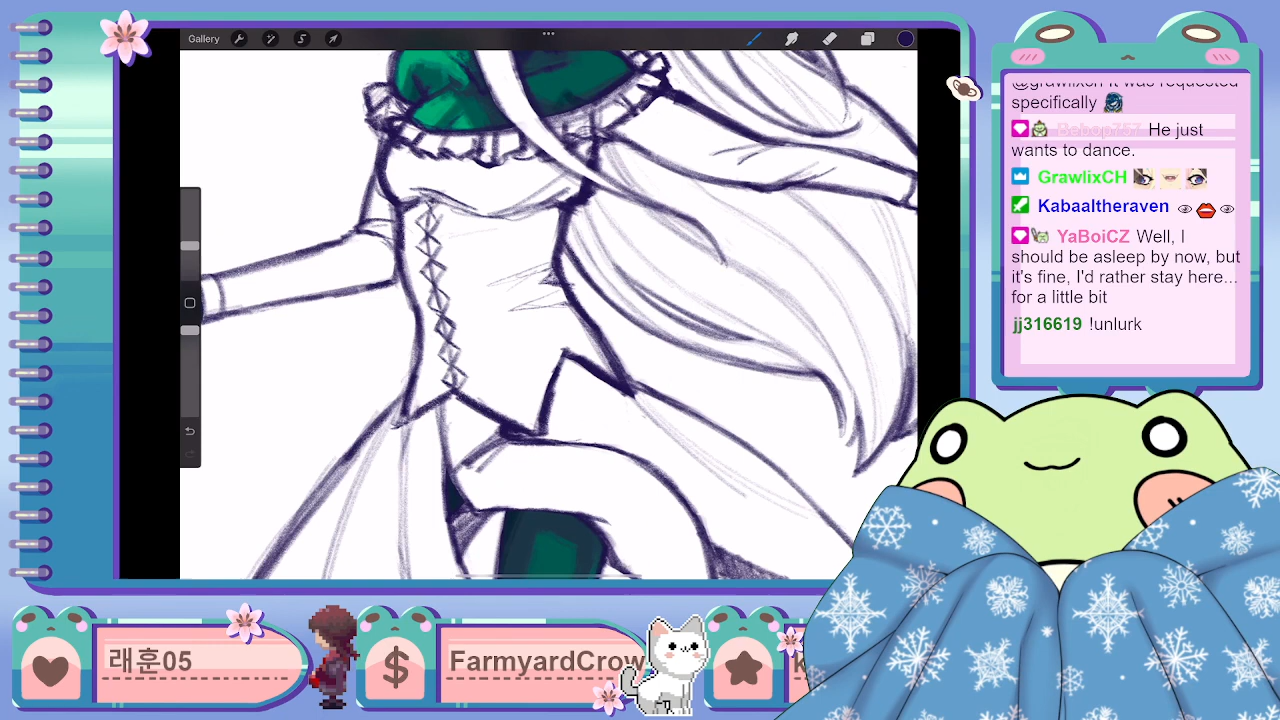 Gallery
@grawlixch it was requested
specifically
Bebop757 He just
wants to dance.
GrawlixCH
Kabaaltheraven
YaBoiCZ Well, I
should be asleep by now, but
it's fine, I'd rather stay here...
for a little bit
jj316619 !unlurk
래훈05
$ FarmyardCrow